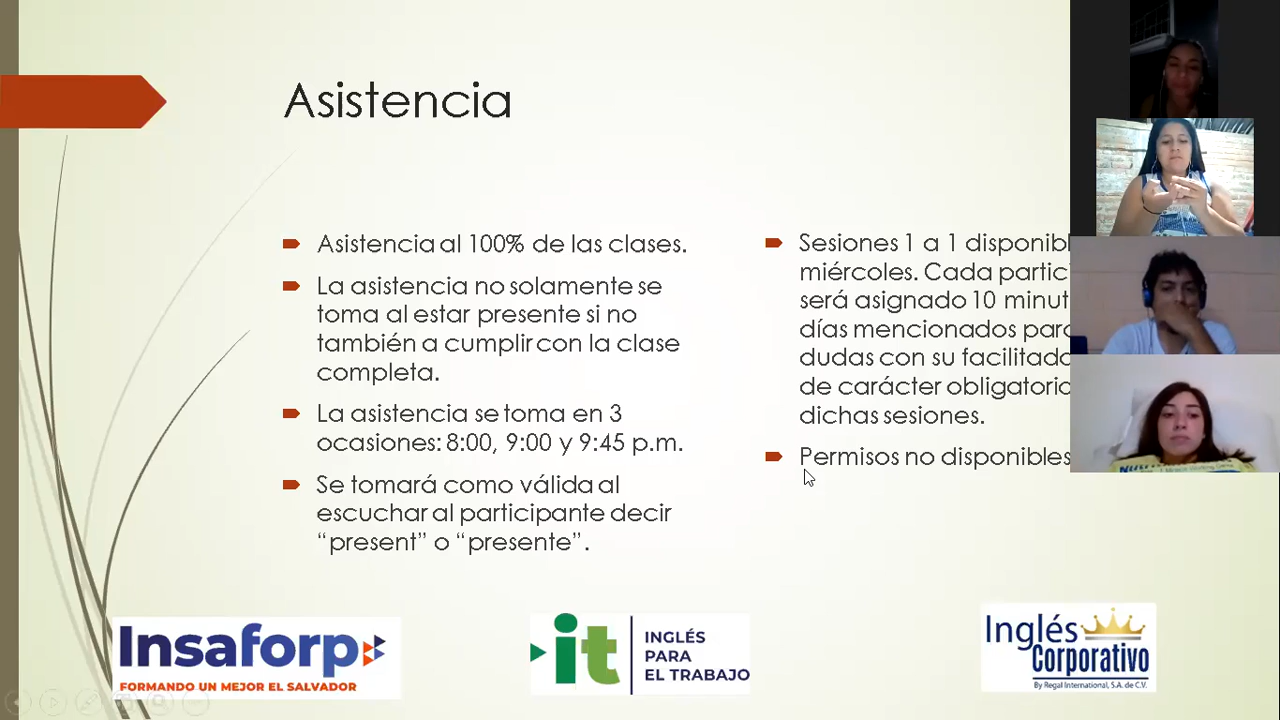 Asistencia
Asistencia al 100% de las clases.
La asistencia no solamente se
toma al estar presente si no
también a cumplir con la clase
completa.
La asistencia se toma en 3
ocasiones: 8:00, 9:00 y 9:45 p.m.
Se tomará como válida al
escuchar al participante decir
“present” o “presente”.
Sesiones 1 a 1
miércoles. Cada
será asignado 10
días mencionados
dudas con su
de carácter
dichas sesiones.
Permisos no disponibles
Insaforp
FORMANDO UN MEJOR EL SALVADOR
it
INGLÉS
PARA
EL TRABAJO
Inglés
Corporativo
By Regal International, S.A. de C.V.